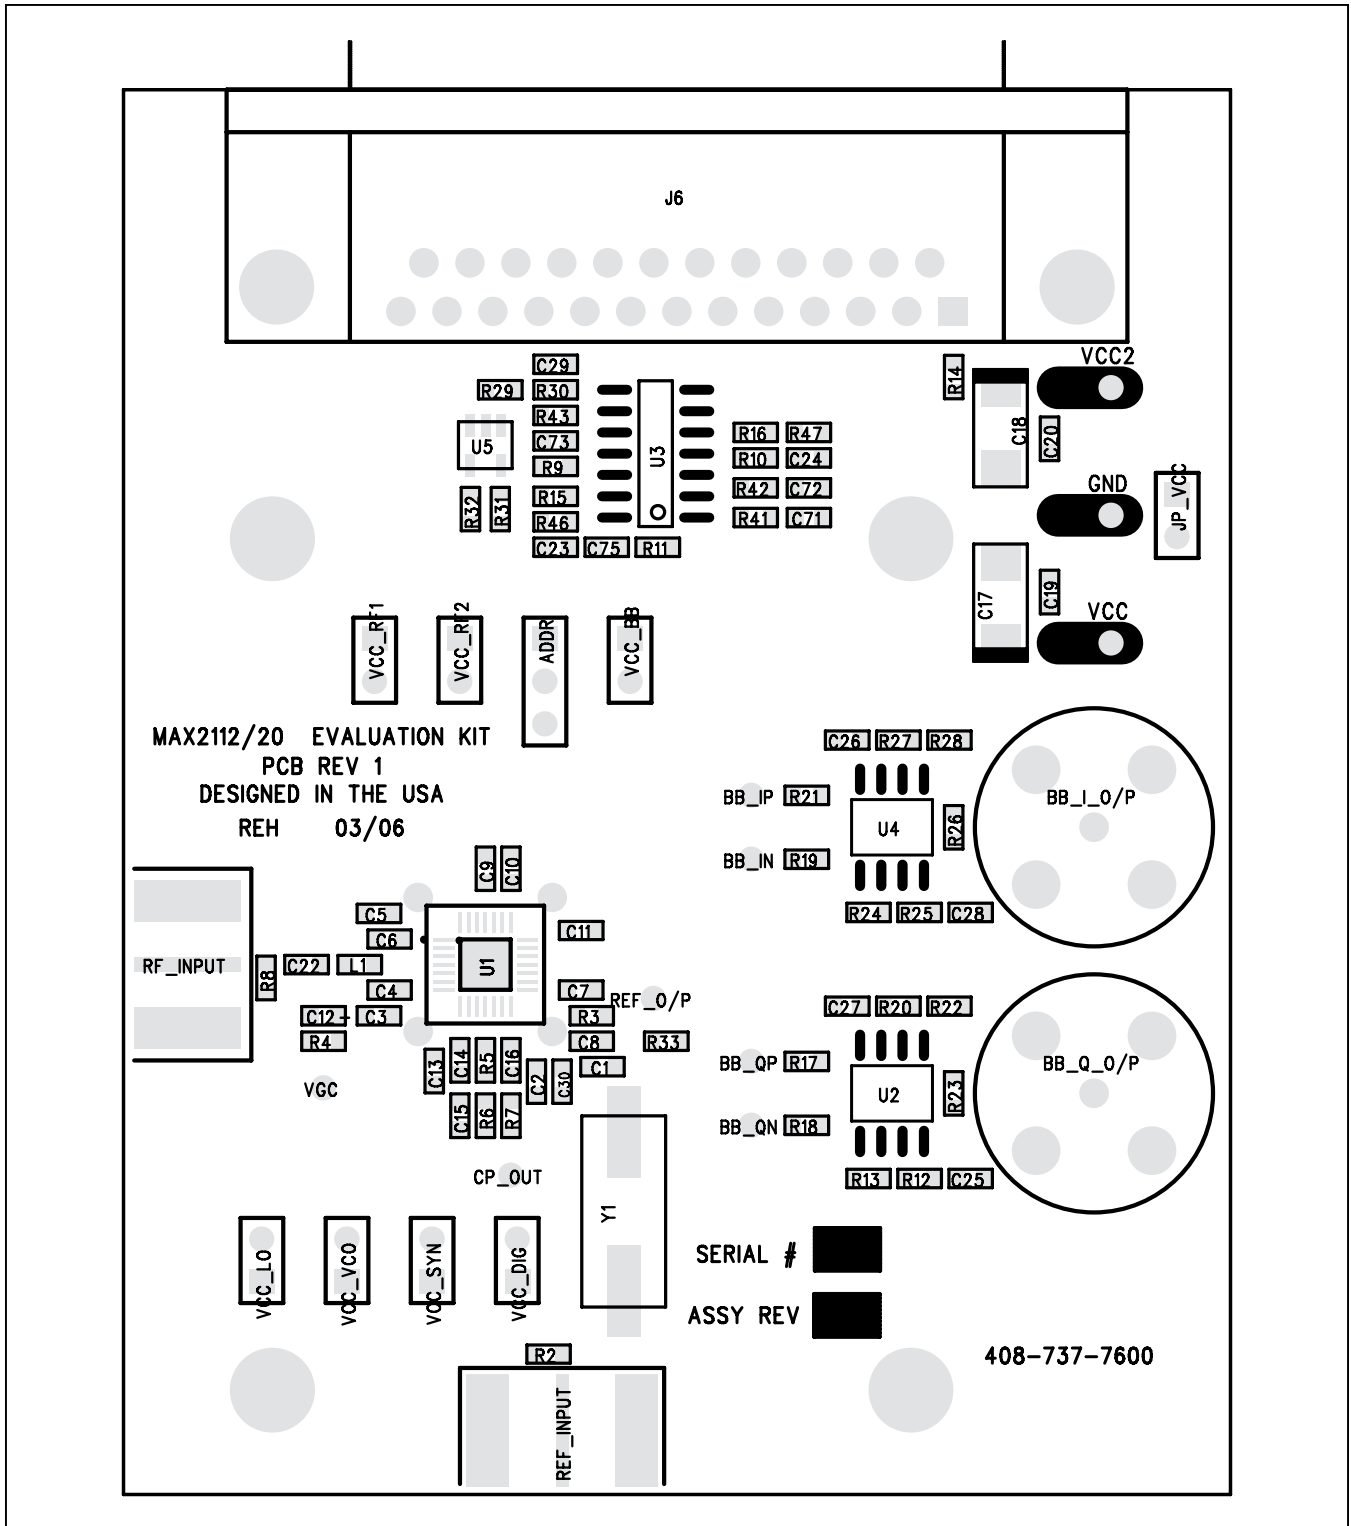 J6
VCC2
C29
R14
R29 R30
R43
C18
C20
U5
C73
U3
R16 R47
R9
R10 C24
GND
JP_VCC
R32
R31
R15
R42 C72
R46
R41 C71
C23 C75 R11
C17
C19
VCC
VCC_RF1
VCC_RF2
ADDR
VCC_BB
MAX2112/20 EVALUATION KIT
PCB REV 1
DESIGNED IN THE USA
REH 03/06
C26 R27 R28
BB_IP R21
BB_I_O/P
U4
R26
BB_IN R19
C9
C10
R24 R25 C28
C5
C6
C11
RF_INPUT
R8
C22 L1
U1
C4
C7
REF_O/P
C12 C3
R3
R4
C8
R33
C27 R20 R22
C13
C14
R5
C16
C2
C30
C1
BB_QP R17
BB_Q_O/P
VGC
U2
R23
C15
R6
R7
BB_QN R18
CP_OUT
R13 R12 C25
Y1
VCC_LO
VCC_VCO
VCC_SYN
VCC_DIG
SERIAL #
ASSY REV
R2
408-737-7600
REF_INPUT